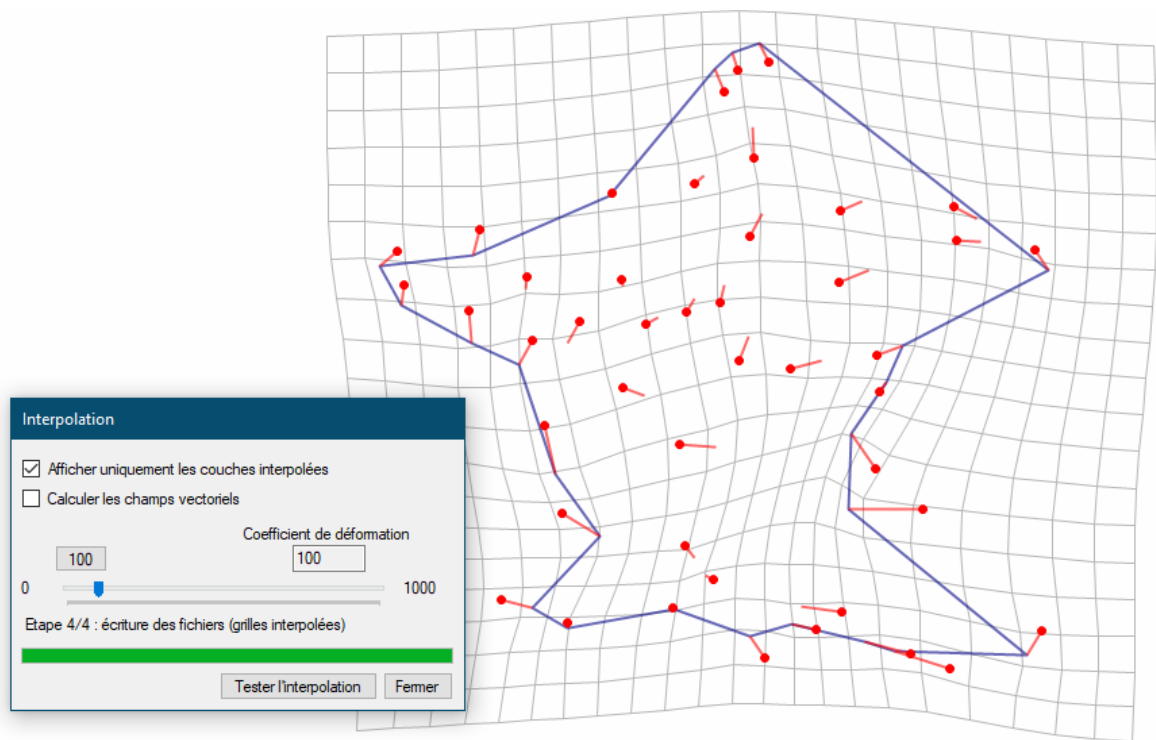 Interpolation
Afficher uniquement les couches interpolées
Calculer les champs vectoriels
Coefficient de déformation
100 100
0 1000
Etape 4/4 : écriture des fichiers (grilles interpolées)
Tester l'interpolation Fermer